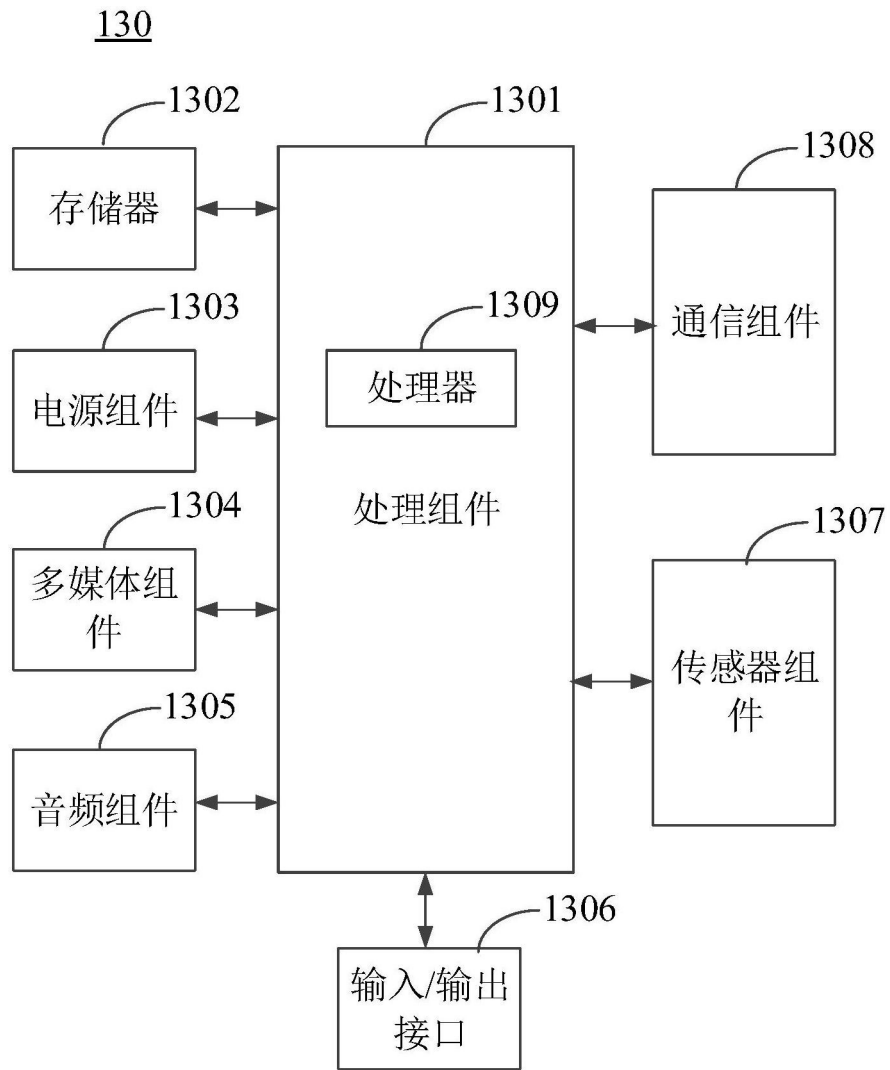 130
1302
1301
1308
存储器
1303
1309
通信组件
电源组件
处理器
1304
处理组件
1307
多媒体组
件
传感器组
件
1305
音频组件
1306
输入/输出
接口